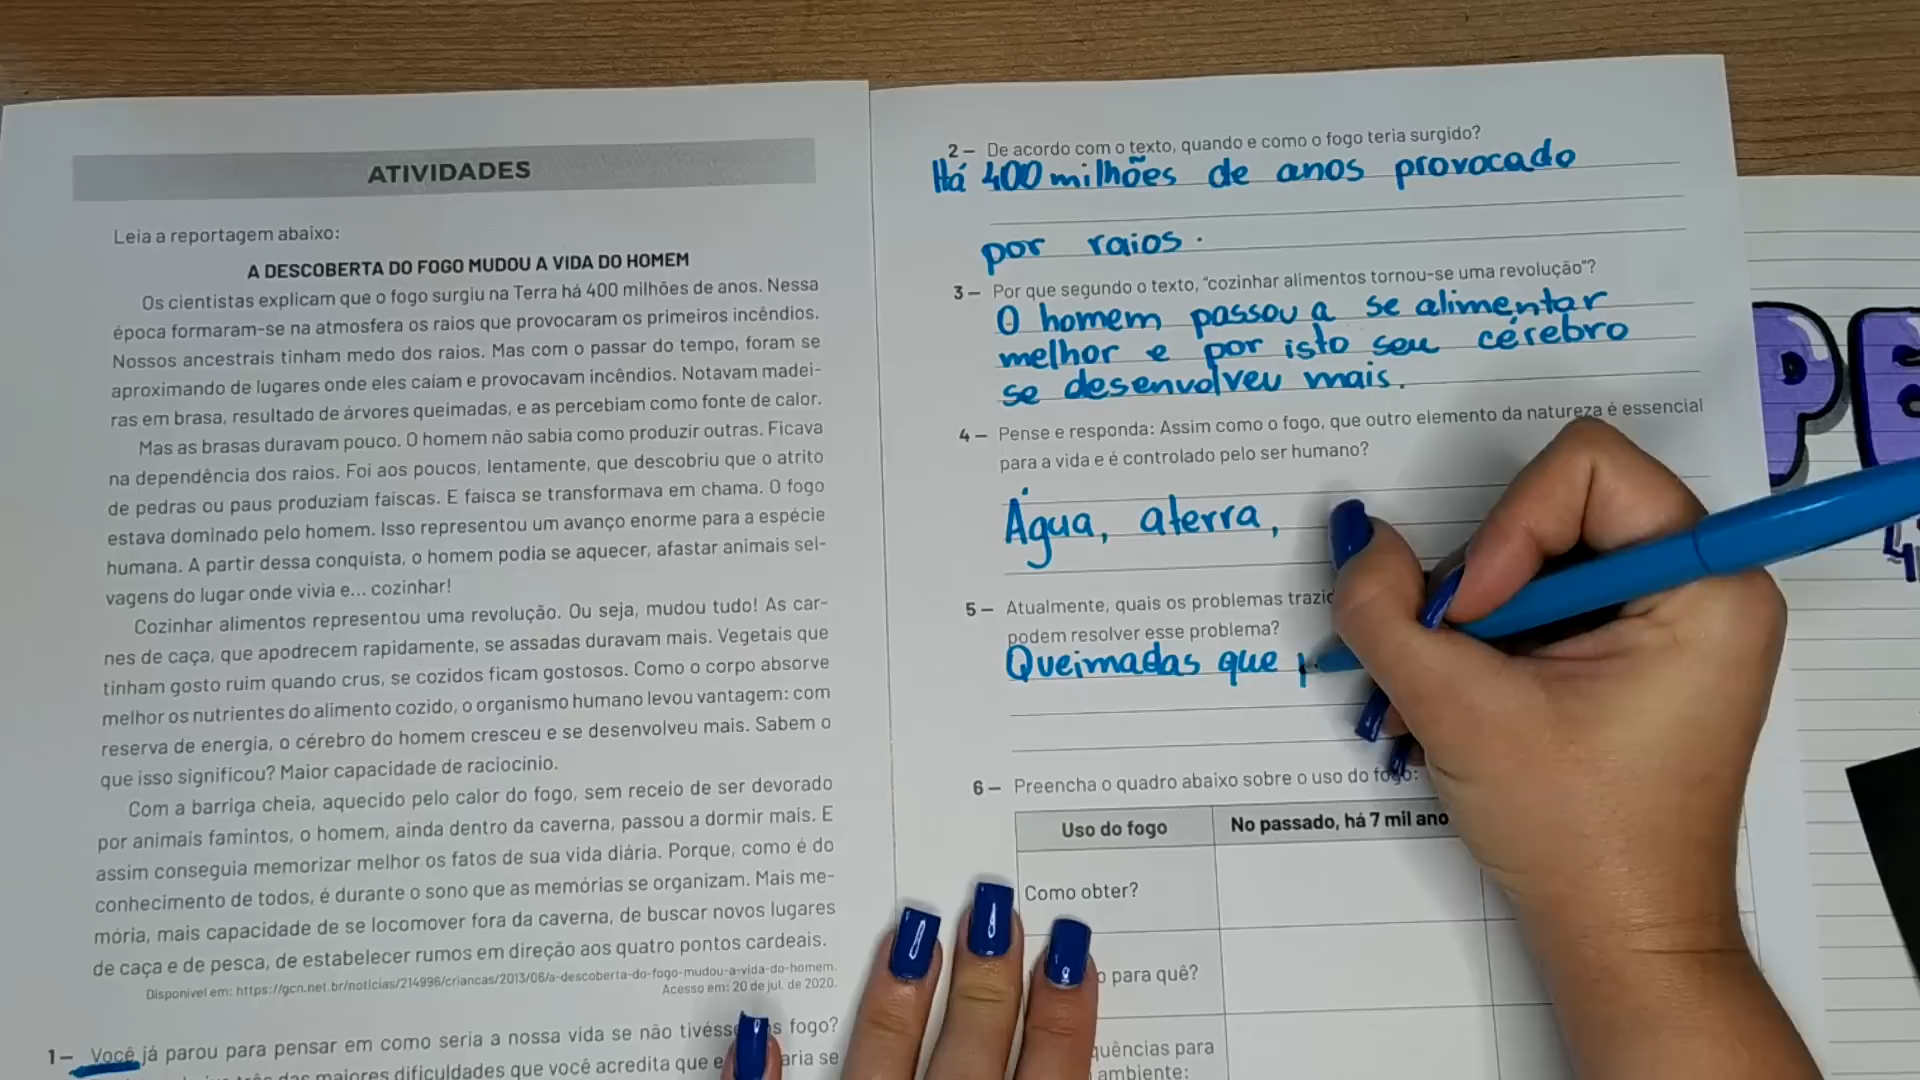 ATIVIDADES
Leia a reportagem abaixo:
A DESCOBERTA DO FOGO MUDOU A VIDA DO HOMEM
Os cientistas explicam que o fogo surgiu na Terra há 400 milhões de anos. Nessa
época formaram-se na atmosfera os raios que provocaram os primeiros incêndios.
Nossos ancestrais tinham medo dos raios. Mas com o passar do tempo, foram se
aproximando de lugares onde eles caíam e provocavam incêndios. Notavam madei-
ras em brasa, resultado de árvores queimadas, e as percebiam como fonte de calor.
Mas as brasas duravam pouco. O homem não sabia como produzir outras. Ficava
na dependência dos raios. Foi aos poucos, lentamente, que descobriu que o atrito
de pedras ou paus produziam faíscas. E faísca se transformava em chama. O fogo
estava dominado pelo homem. Isso representou um avanço enorme para a espécie
humana. A partir dessa conquista, o homem podia se aquecer, afastar animais sel-
vagens do lugar onde vivia e... cozinhar!
Cozinhar alimentos representou uma revolução. Ou seja, mudou tudo! As car-
nes de caça, que apodrecem rapidamente, se assadas duravam mais. Vegetais que
tinham gosto ruim quando crus, se cozidos ficam gostosos. Como o corpo absorve
melhor os nutrientes do alimento cozido, o organismo humano levou vantagem: com
reserva de energia, o cérebro do homem cresceu e se desenvolveu mais. Sabem o
que isso significou? Maior capacidade de raciocínio.
Com a barriga cheia, aquecido pelo calor do fogo, sem receio de ser devorado
por animais famintos, o homem, ainda dentro da caverna, passou a dormir mais. E
assim conseguia memorizar melhor os fatos de sua vida diária. Porque, como é do
conhecimento de todos, é durante o sono que as memórias se organizam. Mais me-
mória, mais capacidade de se locomover fora da caverna, de buscar novos lugares
de caça e de pesca, de estabelecer rumos em direção aos quatro pontos cardeais.
Disponível em: https://gcn.net.br/noticias/214996/criancas/2013/06/a-descoberta-do-fogo-mudou-a-vida-do-homem.
Acesso em: 20 de jul. de 2020.
1 – Você já parou para pensar em como seria a nossa vida se não fogo?
das maiores dificuldades que você acredita que se
2 – De acordo com o texto, quando e como o fogo teria surgido?
Há 400 milhões de anos provocado
por raios.
3 – Por que segundo o texto, "cozinhar alimentos tornou-se uma revolução"?
O homem passou a se alimentar
melhor e por isto seu cérebro
se desenvolveu mais.
4 – Pense e responda: Assim como o fogo, que outro elemento da natureza é essencial
para a vida e é controlado pelo ser humano?
Água, aterra,
5 – Atualmente, quais os problemas
podem resolver esse problema?
Queimadas que
6 – Preencha o quadro abaixo sobre o uso do fogo:
Uso do fogo No passado, há 7 mil ano
Como obter?
para quê?
para
ambiente:
PE